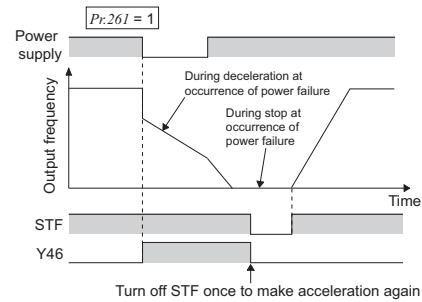 Pr.261 = 1
Power
supply
During deceleration at
occurrence of power failure
During stop at
occurrence of
power failure
Output frequency
Time
STF
Y46
Turn off STF once to make acceleration again